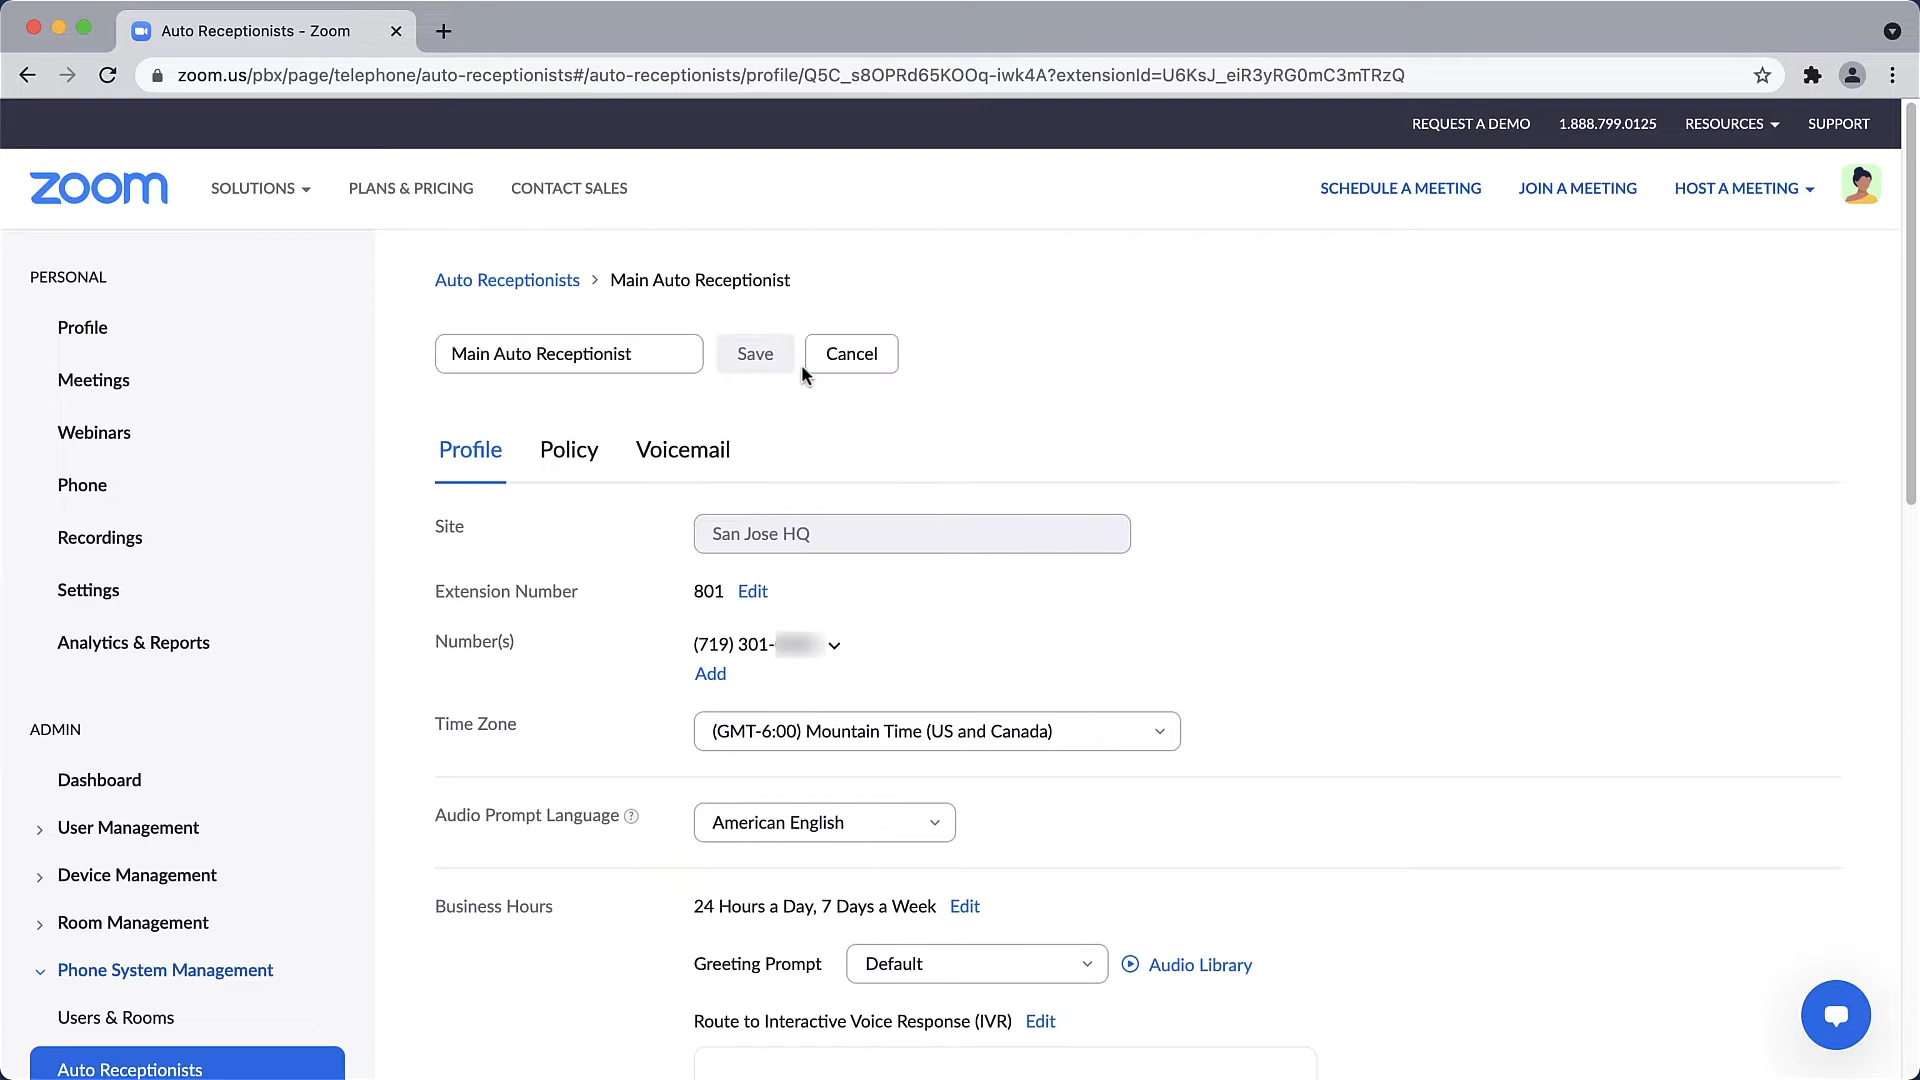 Auto Receptionists - Zoom
zoom.us/pbx/page/telephone/auto-receptionists#/auto-receptionists/profile/Q5C_s8OPRd65KOOq-iwk4A?extensionId=U6KsJ_eiR3yRG0mC3mTRzQ
REQUEST A DEMO 1.888.799.0125 RESOURCES SUPPORT
zoom SOLUTIONS PLANS & PRICING CONTACT SALES SCHEDULE A MEETING JOIN A MEETING HOST A MEETING
PERSONAL
Profile
Meetings
Webinars
Phone
Recordings
Settings
Analytics & Reports
ADMIN
Dashboard
User Management
Device Management
Room Management
Phone System Management
Users & Rooms
Auto Receptionists
Auto Receptionists > Main Auto Receptionist
Main Auto Receptionist Save Cancel
Profile Policy Voicemail
Site San Jose HQ
Extension Number 801 Edit
Number(s) (719) 301-
Add
Time Zone (GMT-6:00) Mountain Time (US and Canada)
Audio Prompt Language ? American English
Business Hours 24 Hours a Day, 7 Days a Week Edit
Greeting Prompt Default Audio Library
Route to Interactive Voice Response (IVR) Edit